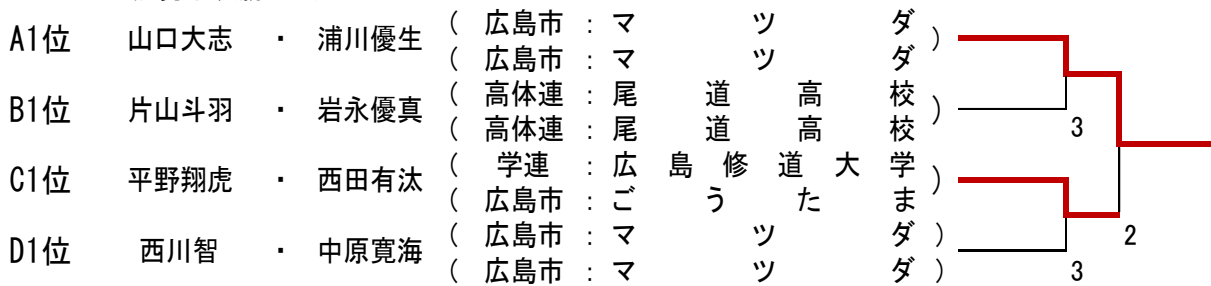 ( 広島市 : マ ツ ダ )
A1位 山口大志 ・ 浦川優生
( 広島市 : マ ツ ダ
( 高体連 : 尾 道 高 校 )
B1位 片山斗羽 ・ 岩永優真
( 高体連 : 尾 道 高 校
3
( 学連 : 広 島 修 道 大 学 )
C1位 平野翔虎 ・ 西田有汰
( 広島市 : ご う た ま
2
( 広島市 : マ ツ ダ )
D1位 西川智 ・ 中原寛海
( 広島市 : マ ツ ダ )
3